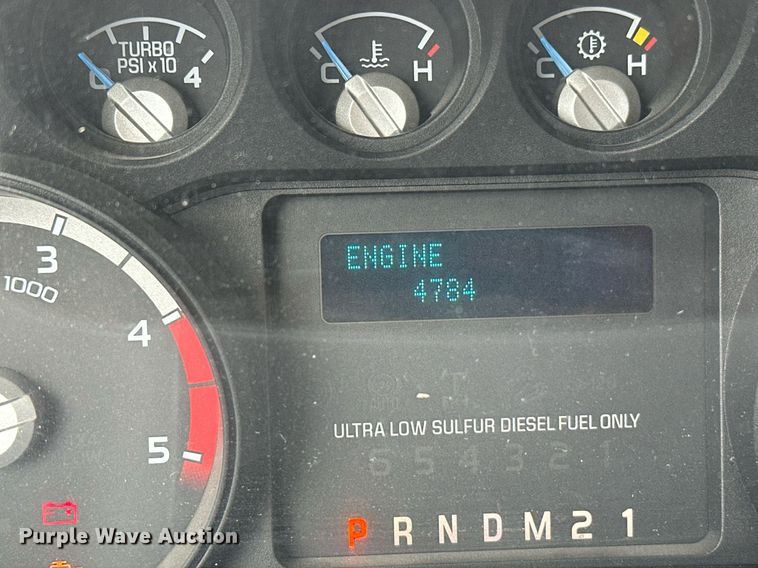 TURBO
PSI x 10
0 4
C H
C H
3
1000
4
5
ENGINE
4784
ULTRA LOW SULFUR DIESEL FUEL ONLY
6 5 4 3 2 1
P R N D M 2 1
Purple Wave Auction